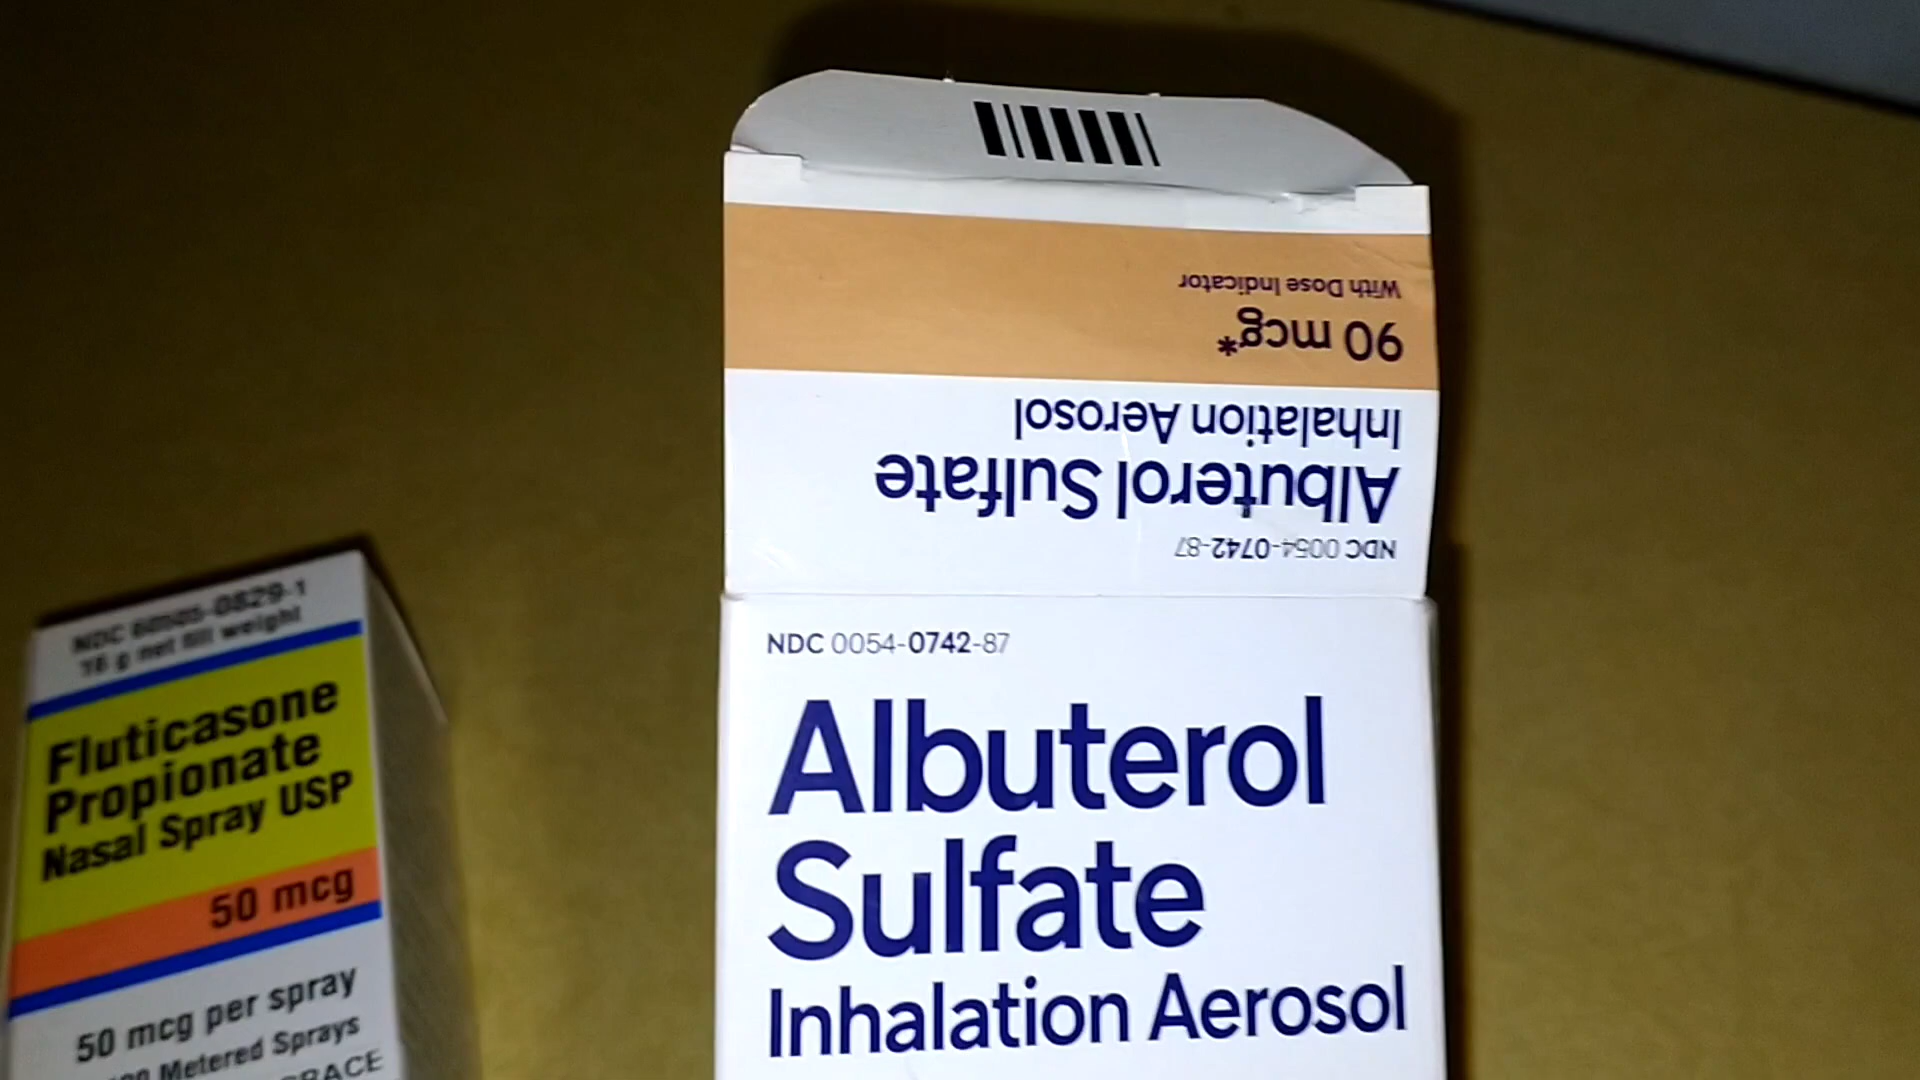 NDC 60505-0829-1
16 g net fill weight
Fluticasone
Propionate
Nasal Spray USP
50 mcg
50 mcg per spray
Metered Sprays
With Dose Indicator
90 mcg*
Inhalation Aerosol
Albuterol Sulfate
NDC 0054-0742-87
NDC 0054-0742-87
Albuterol
Sulfate
Inhalation Aerosol